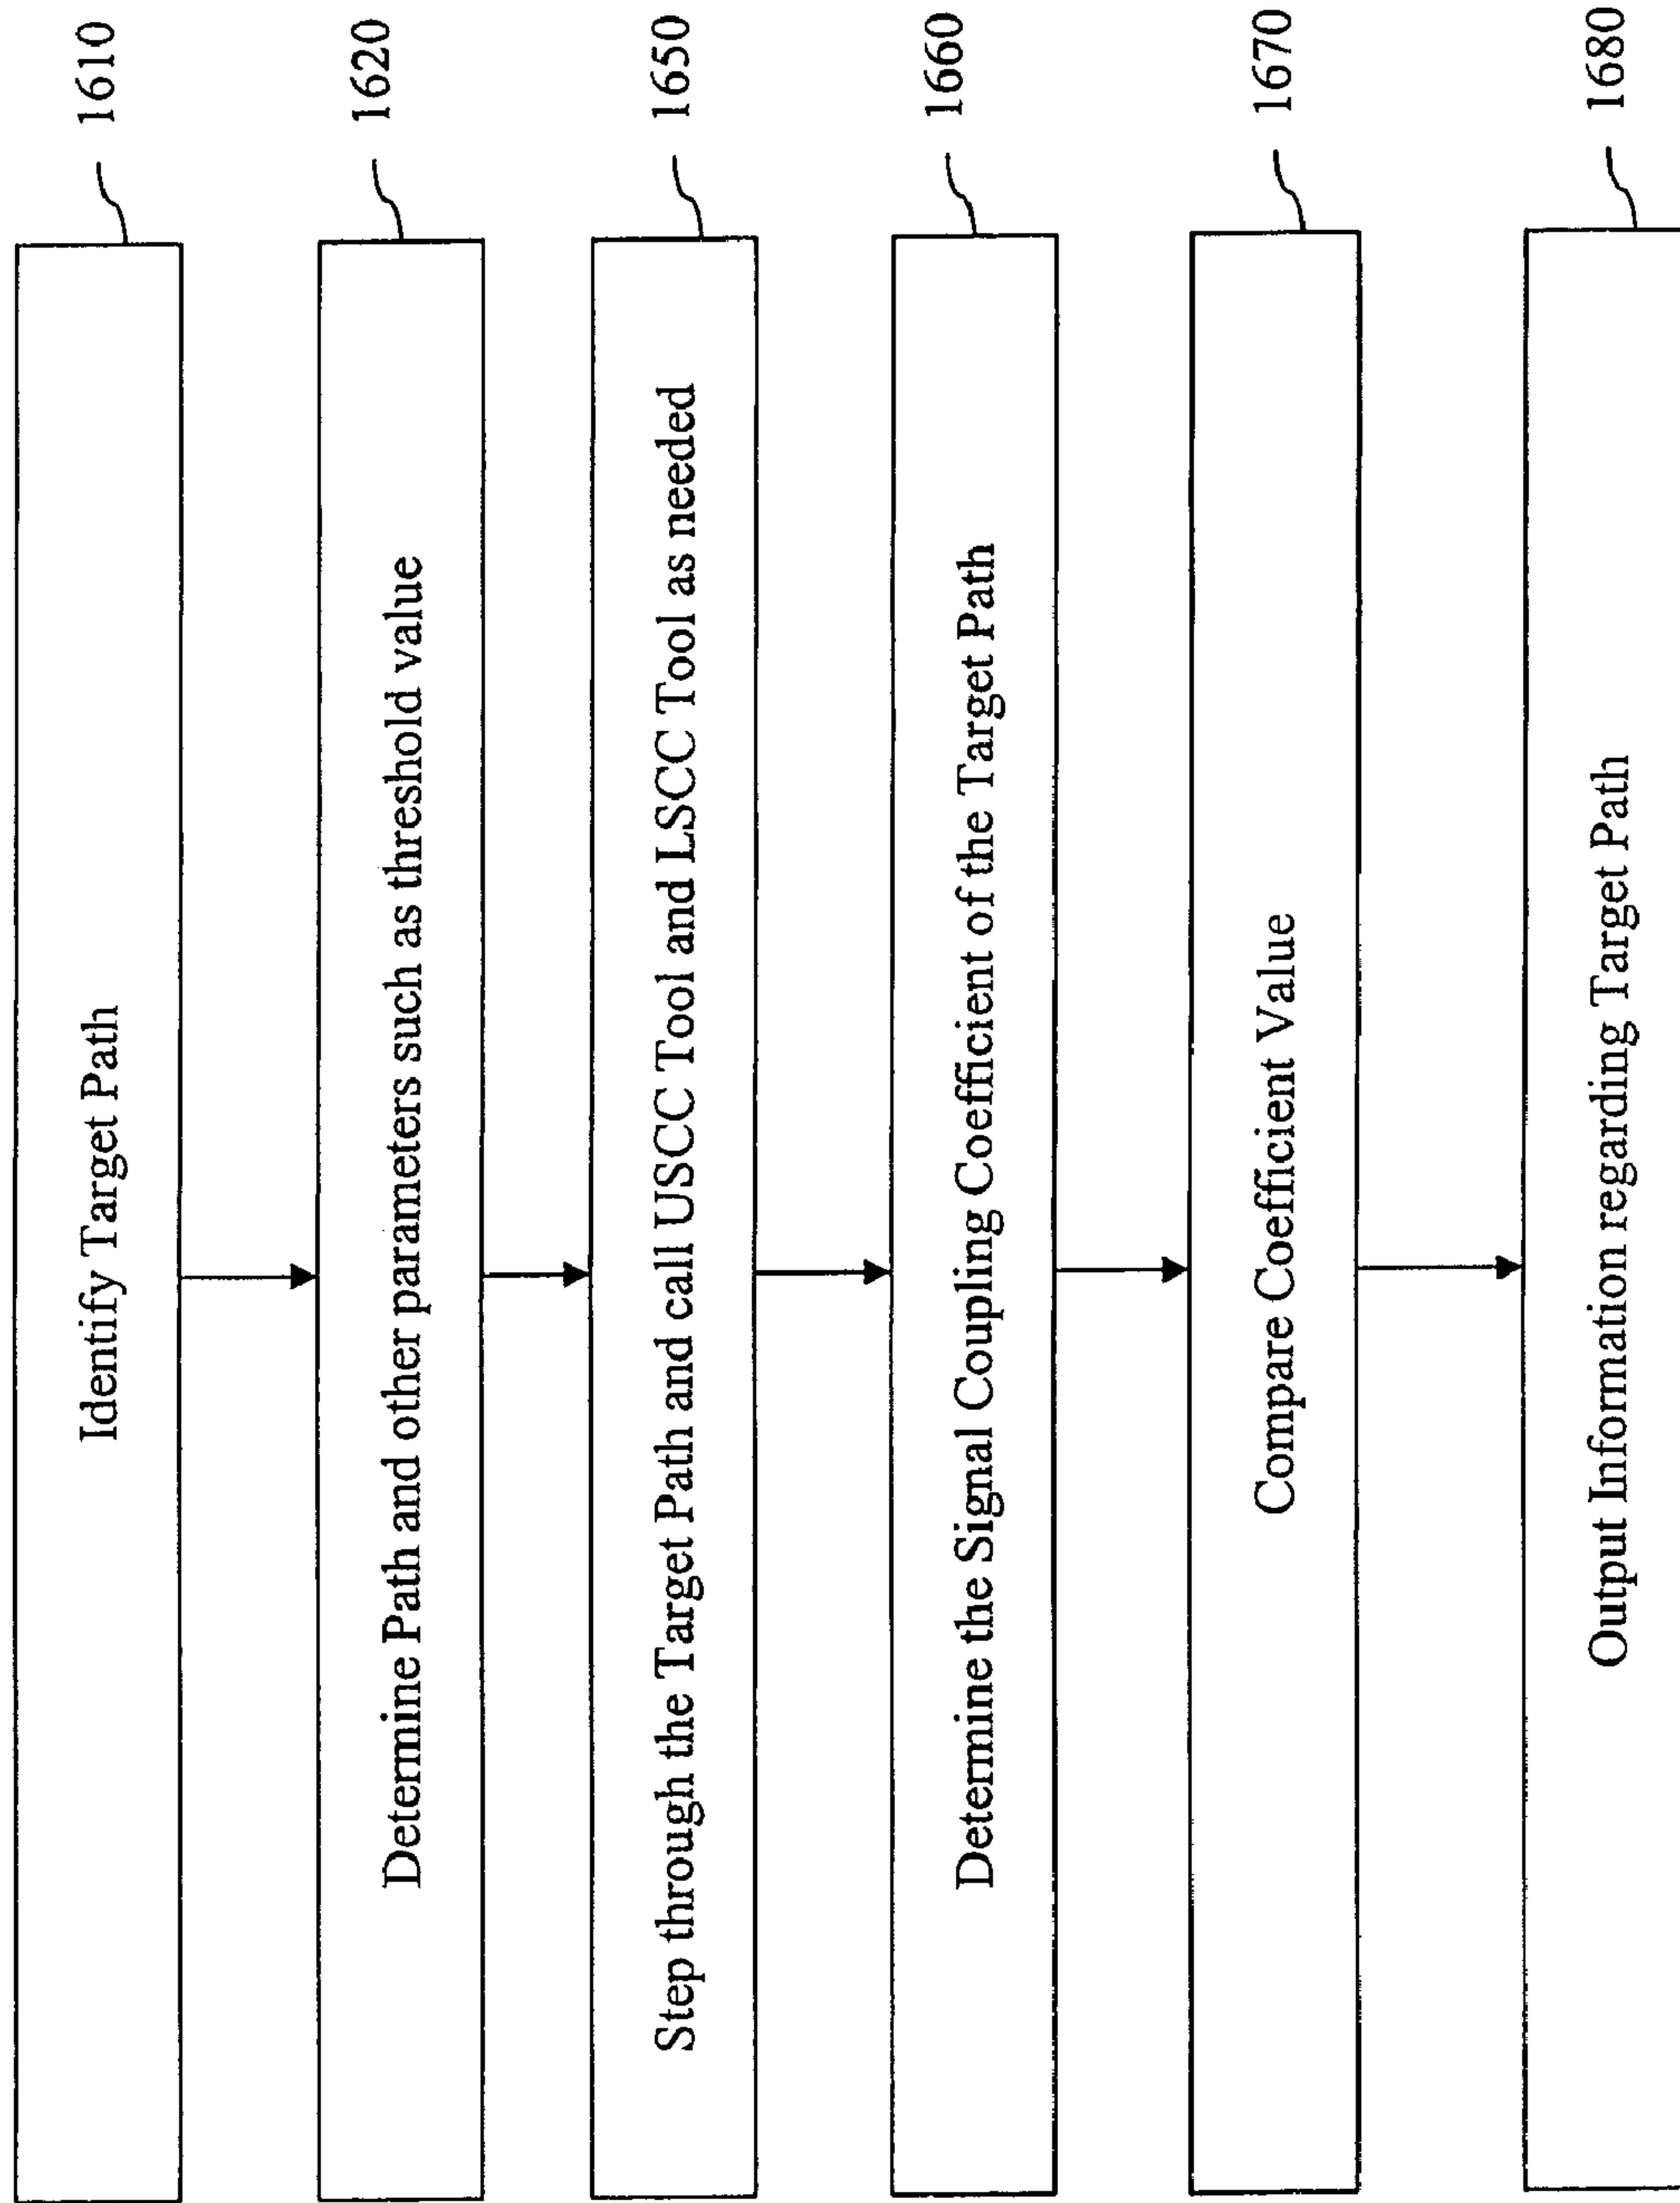 Identify Target Path
1610
Determine Path and other parameters such as threshold value
1620
Step through the Target Path and call USCC Tool and LSCC Tool as needed
1650
Determine the Signal Coupling Coefficient of the Target Path
1660
Compare Coefficient Value
1670
Output Information regarding Target Path
1680